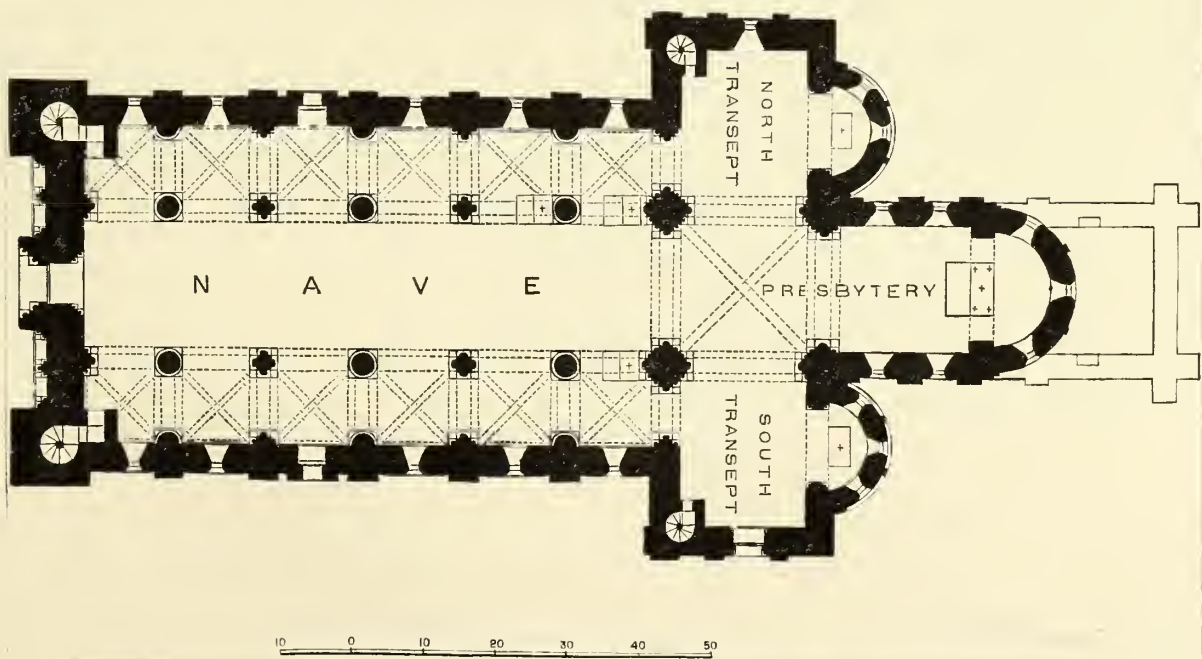 NORTH
TRANSEPT
N A V E
PRESBYTERY
SOUTH
TRANSEPT
10 0 10 20 30 40 50